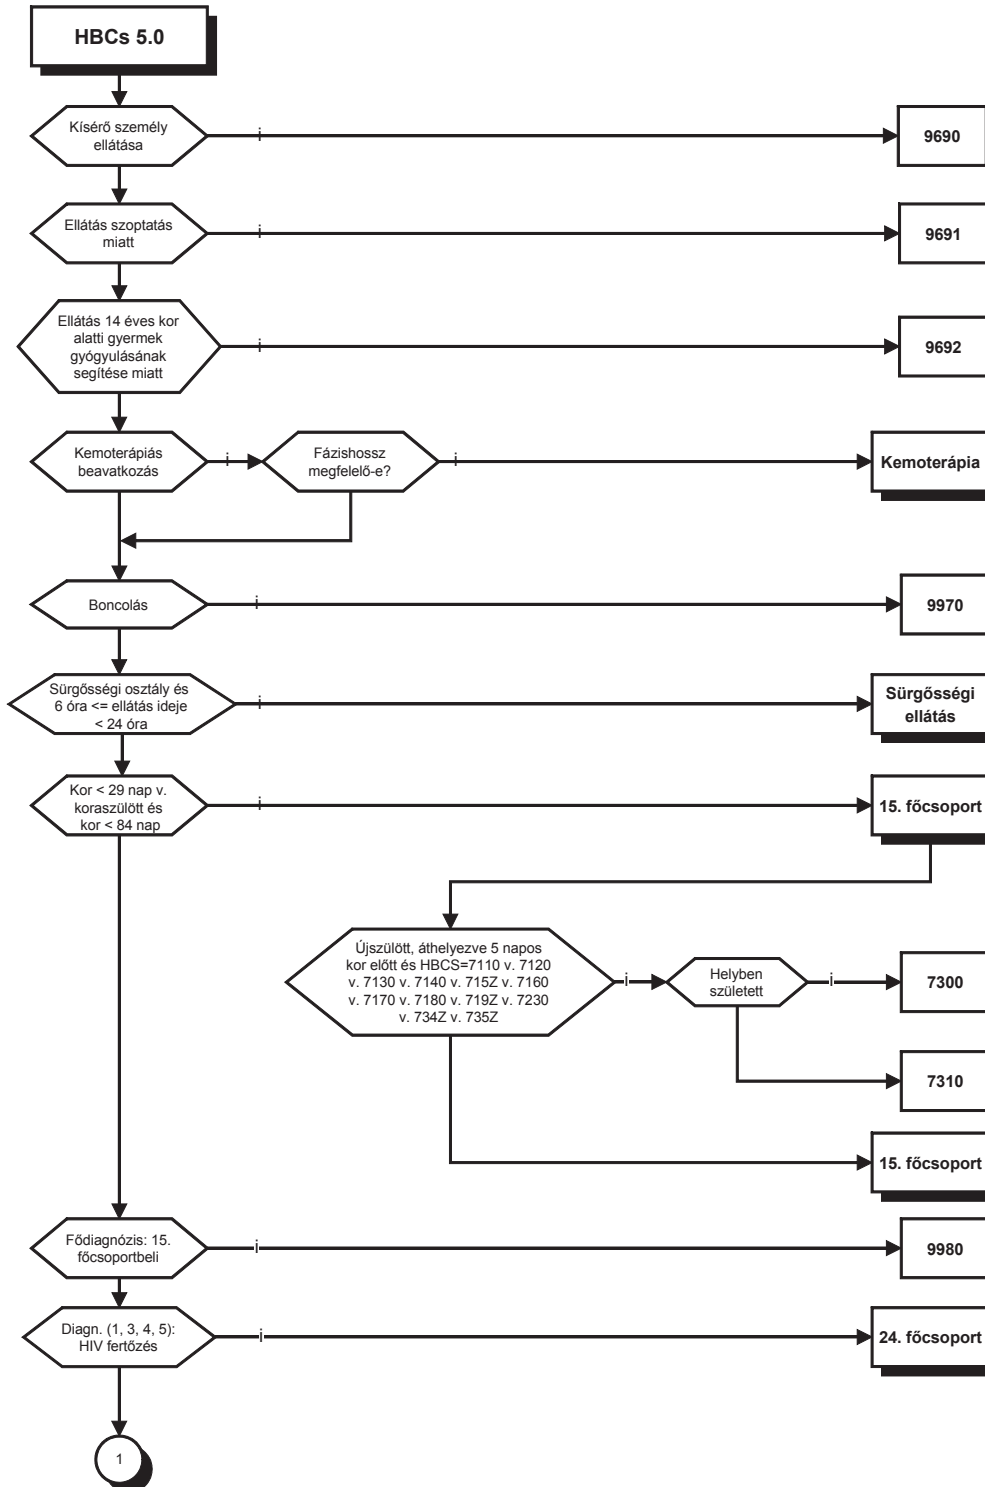 HBCs 5.0
Kísérő személy
ellátása
i
9690
Ellátás szoptatás
miatt
i
9691
Ellátás 14 éves kor
alatti gyermek
gyógyulásának
segítése miatt
i
9692
Kemoterápiás
beavatkozás
i
Fázishossz
megfelelő-e?
i
Kemoterápia
Boncolás
i
9970
Sürgősségi osztály és
6 óra <= ellátás ideje
< 24 óra
i
Sürgősségi
ellátás
Kor < 29 nap v.
koraszülött és
kor < 84 nap
i
15. főcsoport
Újszülött, áthelyezve 5 napos
kor előtt és HBCS=7110 v. 7120
v. 7130 v. 7140 v. 715Z v. 7160
v. 7170 v. 7180 v. 719Z v. 7230
v. 734Z v. 735Z
i
Helyben
született
i
7300
7310
15. főcsoport
Fődiagnózis: 15.
főcsoportbeli
i
9980
Diagn. (1, 3, 4, 5):
HIV fertőzés
i
24. főcsoport
1